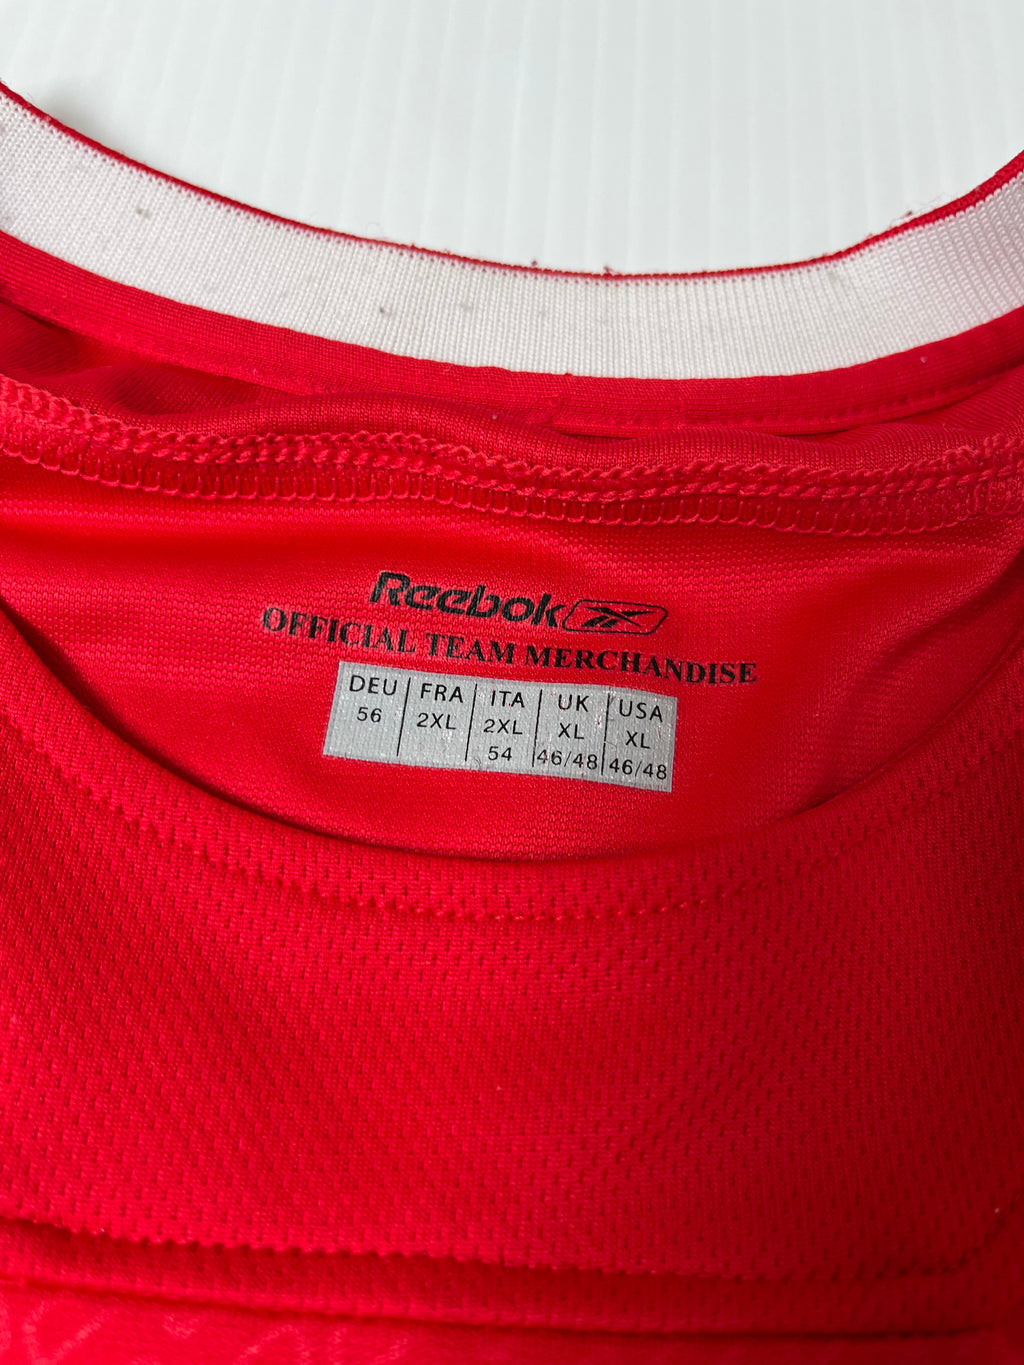 Reebok
OFFICIAL TEAM MERCHANDISE
DEU FRA ITA UK USA
56 2XL 2XL XL XL
54 46/48 46/48